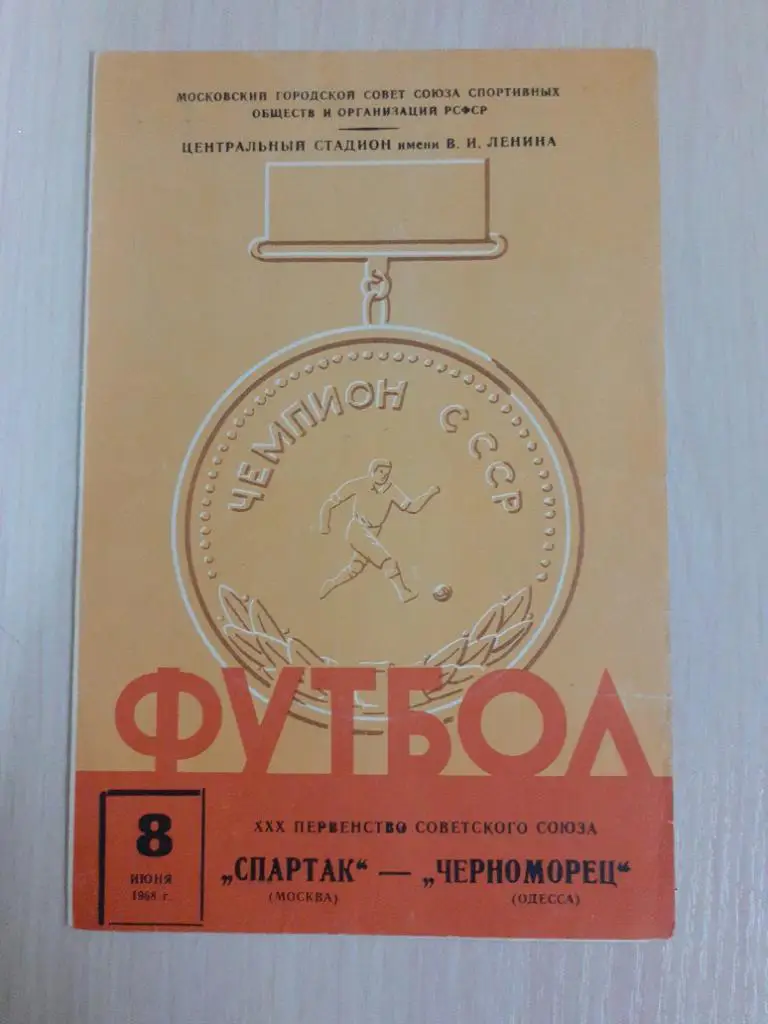 МОСКОВСКИЙ ГОРОДСКОЙ СОВЕТ СОЮЗА СПОРТИВНЫХ
ОБЩЕСТВ И ОРГАНИЗАЦИЙ РСФСР
ЦЕНТРАЛЬНЫЙ СТАДИОН имени В. И. ЛЕНИНА
ЧЕМПИОН СССР
ФУТБОЛ
8
ИЮНЯ
1968 г.
XXX ПЕРВЕНСТВО СОВЕТСКОГО СОЮЗА
„СПАРТАК“ — „ЧЕРНОМОРЕЦ“
(МОСКВА) (ОДЕССА)